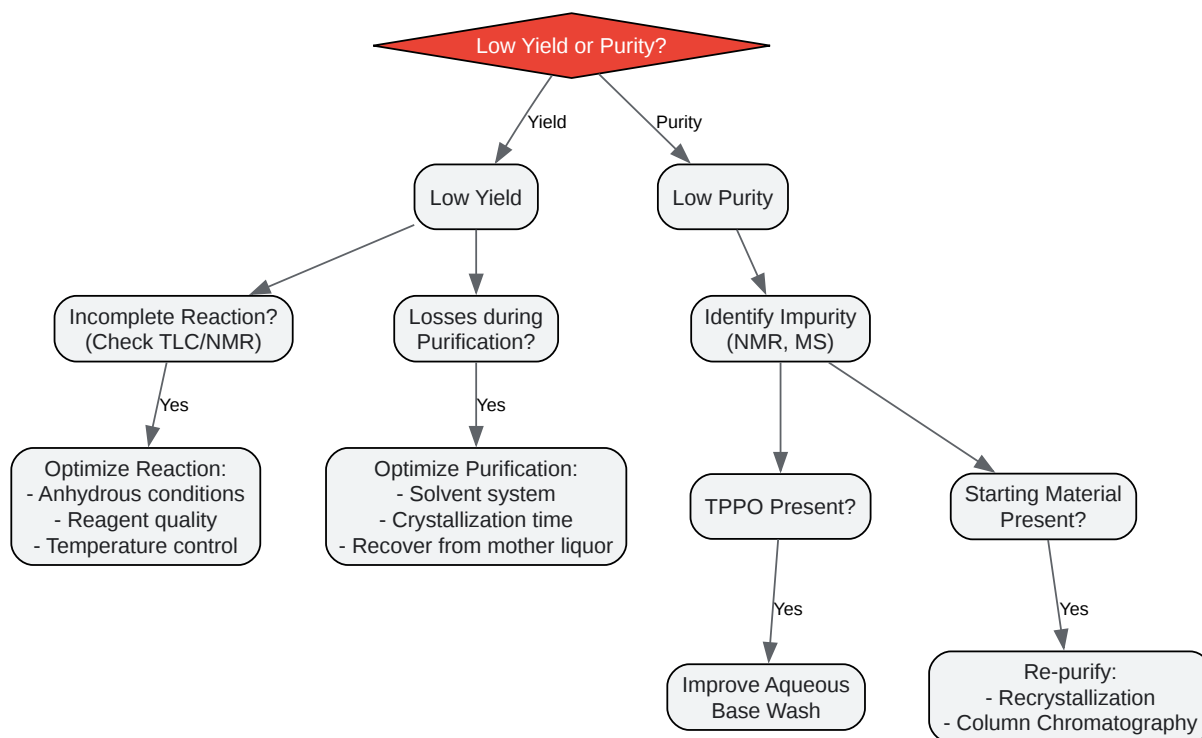 Low Yield or Purity?
Yield
Purity
Low Yield
Low Purity
Incomplete Reaction?
(Check TLC/NMR)
Losses during
Purification?
Identify Impurity
(NMR, MS)
Yes
Yes
Optimize Reaction:
- Anhydrous conditions
- Reagent quality
- Temperature control
Optimize Purification:
- Solvent system
- Crystallization time
- Recover from mother liquor
TPPO Present?
Starting Material
Present?
Yes
Yes
Improve Aqueous
Base Wash
Re-purify:
- Recrystallization
- Column Chromatography